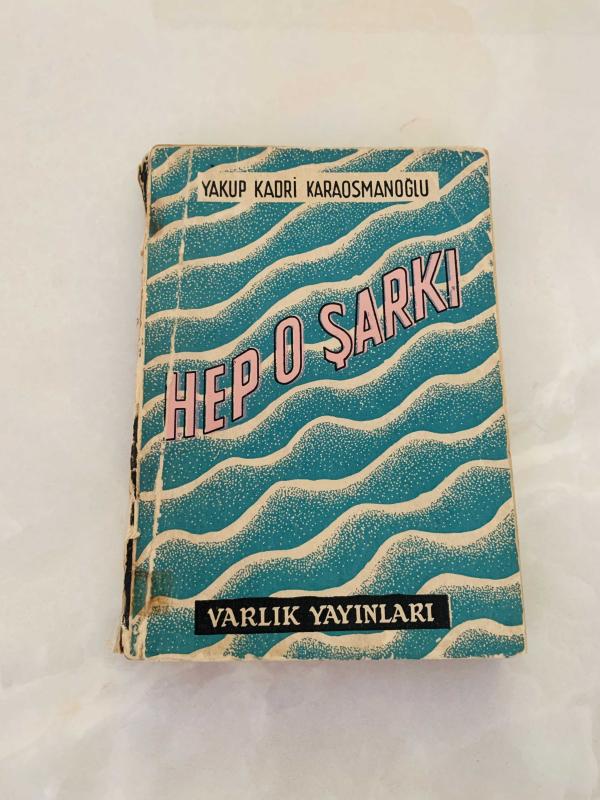 YAKUP KADRİ KARAOSMANOĞLU
HEP O ŞARKI
VARLIK YAYINLARI